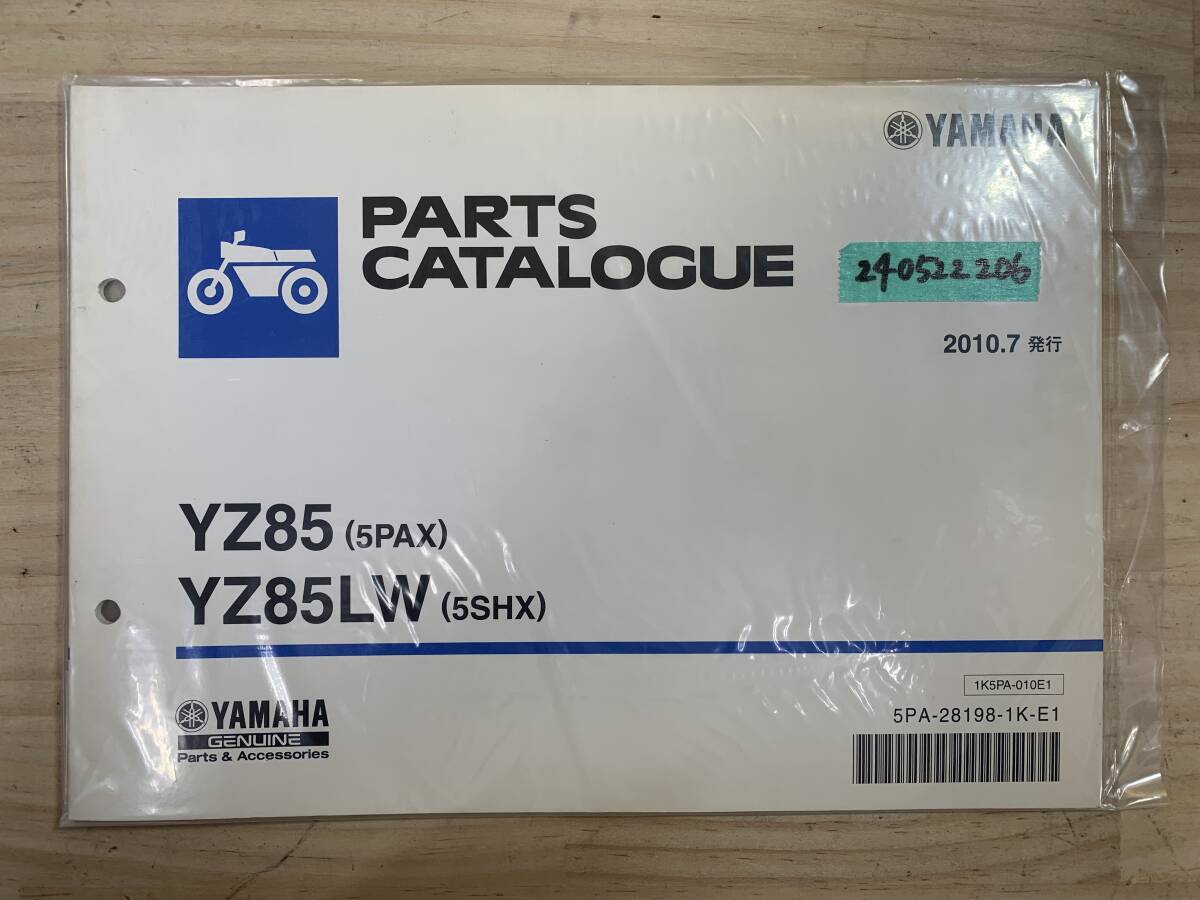 YAMAHA
PARTS
CATALOGUE
240522206
2010.7 発行
YZ85 (5PAX)
YZ85LW (5SHX)
1K5PA-010E1
5PA-28198-1K-E1
YAMAHA
GENUINE
Parts & Accessories